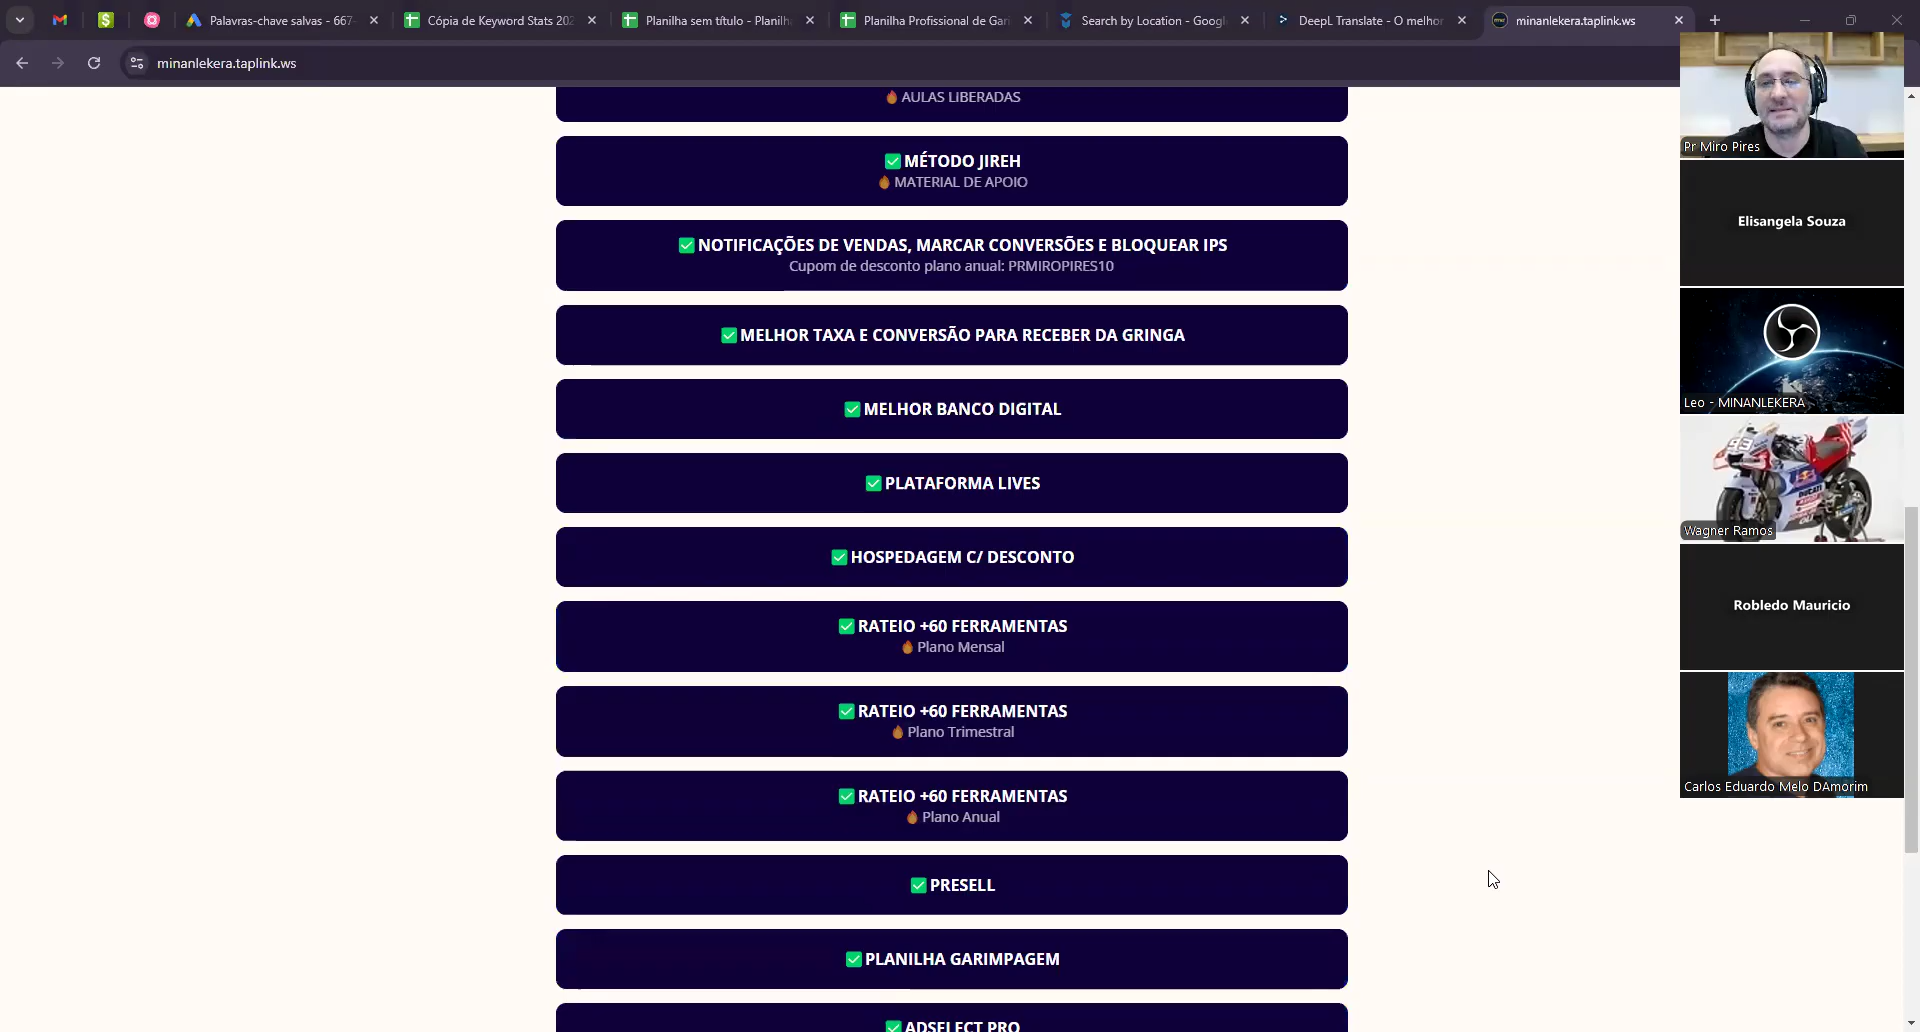 Palavras-chave salvas - 667-
Cópia de Keyword Stats 202
Planilha sem título - Planilh
Planilha Profissional de Gari
Search by Location - Googl
DeepL Translate - O melhor
minanlekera.taplink.ws
minanlekera.taplink.ws
AULAS LIBERADAS
MÉTODO JIREH
MATERIAL DE APOIO
NOTIFICAÇÕES DE VENDAS, MARCAR CONVERSÕES E BLOQUEAR IPS
Cupom de desconto plano anual: PRMIROPIRES10
MELHOR TAXA E CONVERSÃO PARA RECEBER DA GRINGA
MELHOR BANCO DIGITAL
PLATAFORMA LIVES
HOSPEDAGEM C/ DESCONTO
RATEIO +60 FERRAMENTAS
Plano Mensal
RATEIO +60 FERRAMENTAS
Plano Trimestral
RATEIO +60 FERRAMENTAS
Plano Anual
PRESELL
PLANILHA GARIMPAGEM
ADSELECT PRO
Pr Miro Pires
Elisangela Souza
Leo - MINANLEKERA
93
Wagner Ramos
Robledo Mauricio
Carlos Eduardo Melo DAmorim